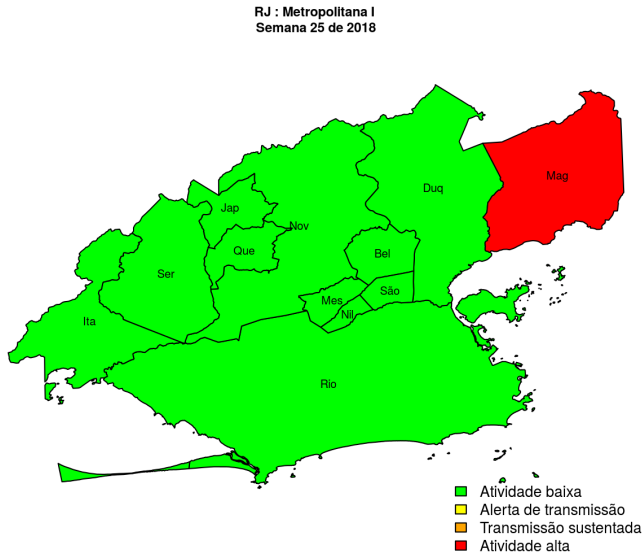 RJ : Metropolitana I
Semana 25 de 2018
Mag
Duq
Jap
Nov
Que
Bel
Ser
São
Mes
Nil
Ita
Rio
Atividade baixa
Alerta de transmissão
Transmissão sustentada
Atividade alta